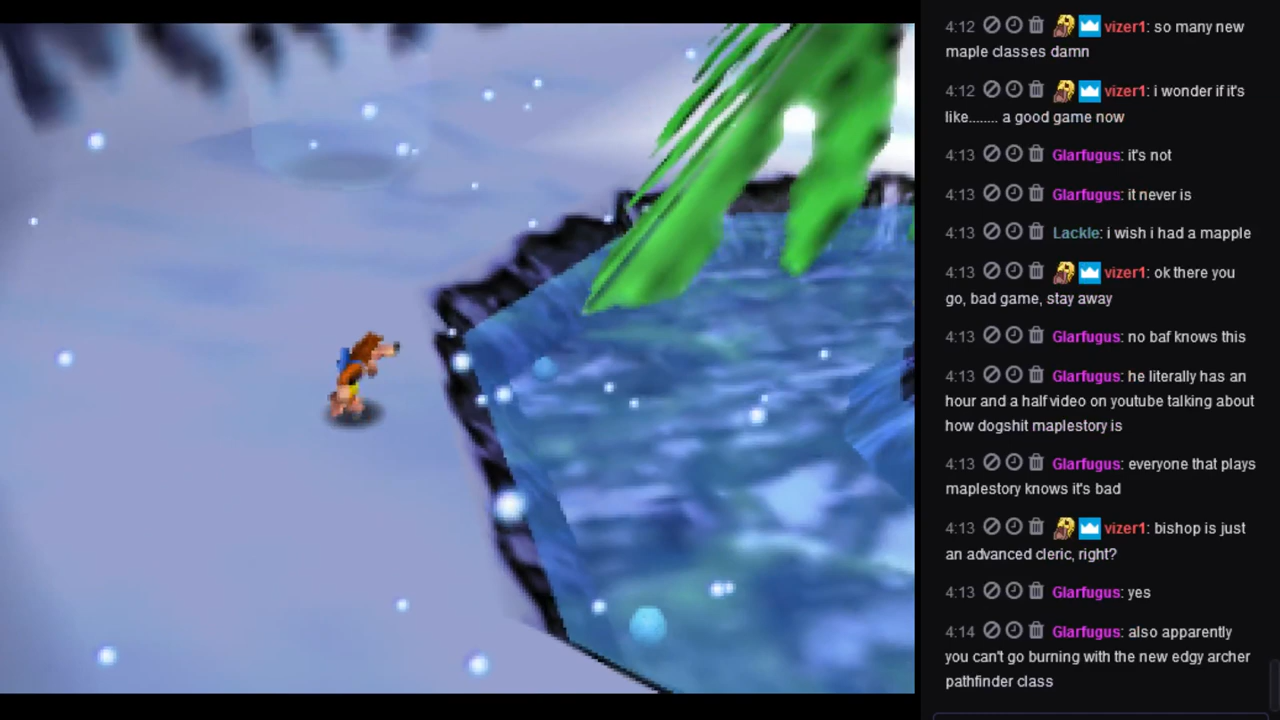 4:12 vizer1: so many new
maple classes damn
4:12 vizer1: i wonder if it's
like........ a good game now
4:13 Glarfugus: it's not
4:13 Glarfugus: it never is
4:13 Lackle: i wish i had a mapple
4:13 vizer1: ok there you
go, bad game, stay away
4:13 Glarfugus: no baf knows this
4:13 Glarfugus: he literally has an
hour and a half video on youtube talking about
how dogshit maplestory is
4:13 Glarfugus: everyone that plays
maplestory knows it's bad
4:13 vizer1: bishop is just
an advanced cleric, right?
4:13 Glarfugus: yes
4:14 Glarfugus: also apparently
you can't go burning with the new edgy archer
pathfinder class